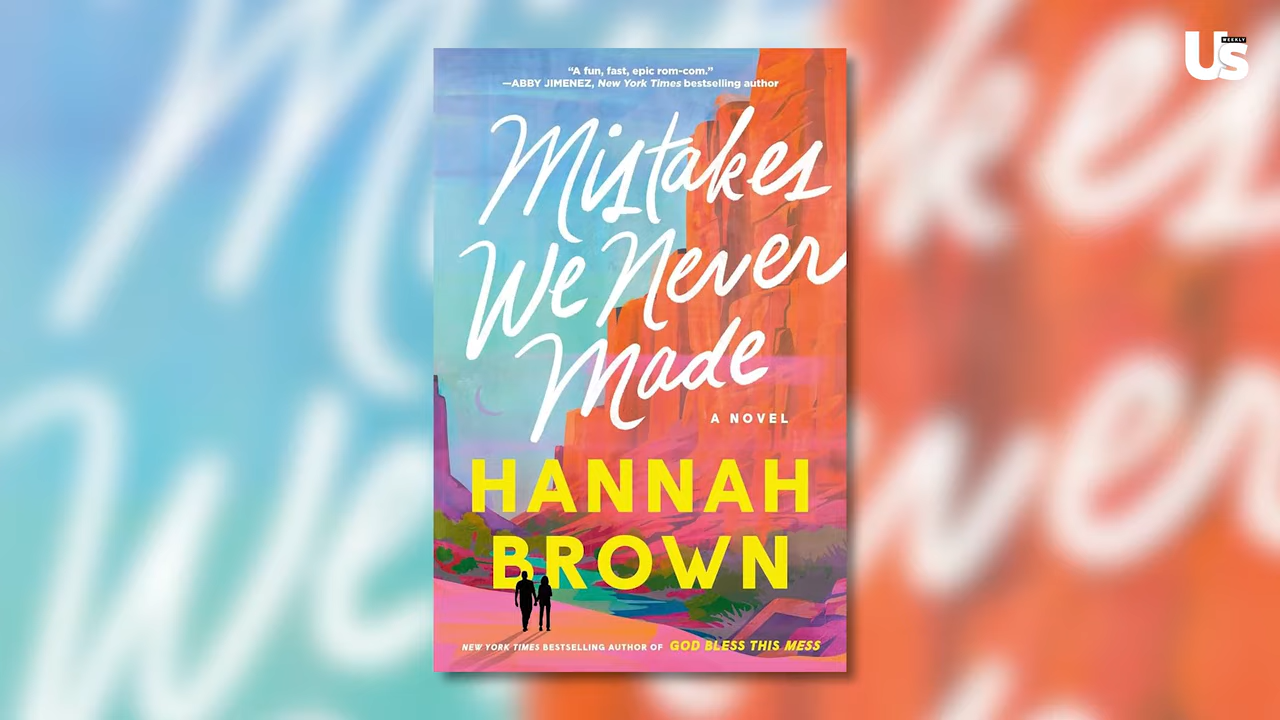 Us
WEEKLY
“A fun, fast, epic rom-com.”
—ABBY JIMENEZ, New York Times bestselling author
Mistakes
We Never
Made
A NOVEL
HANNAH
BROWN
NEW YORK TIMES BESTSELLING AUTHOR OF GOD BLESS THIS MESS